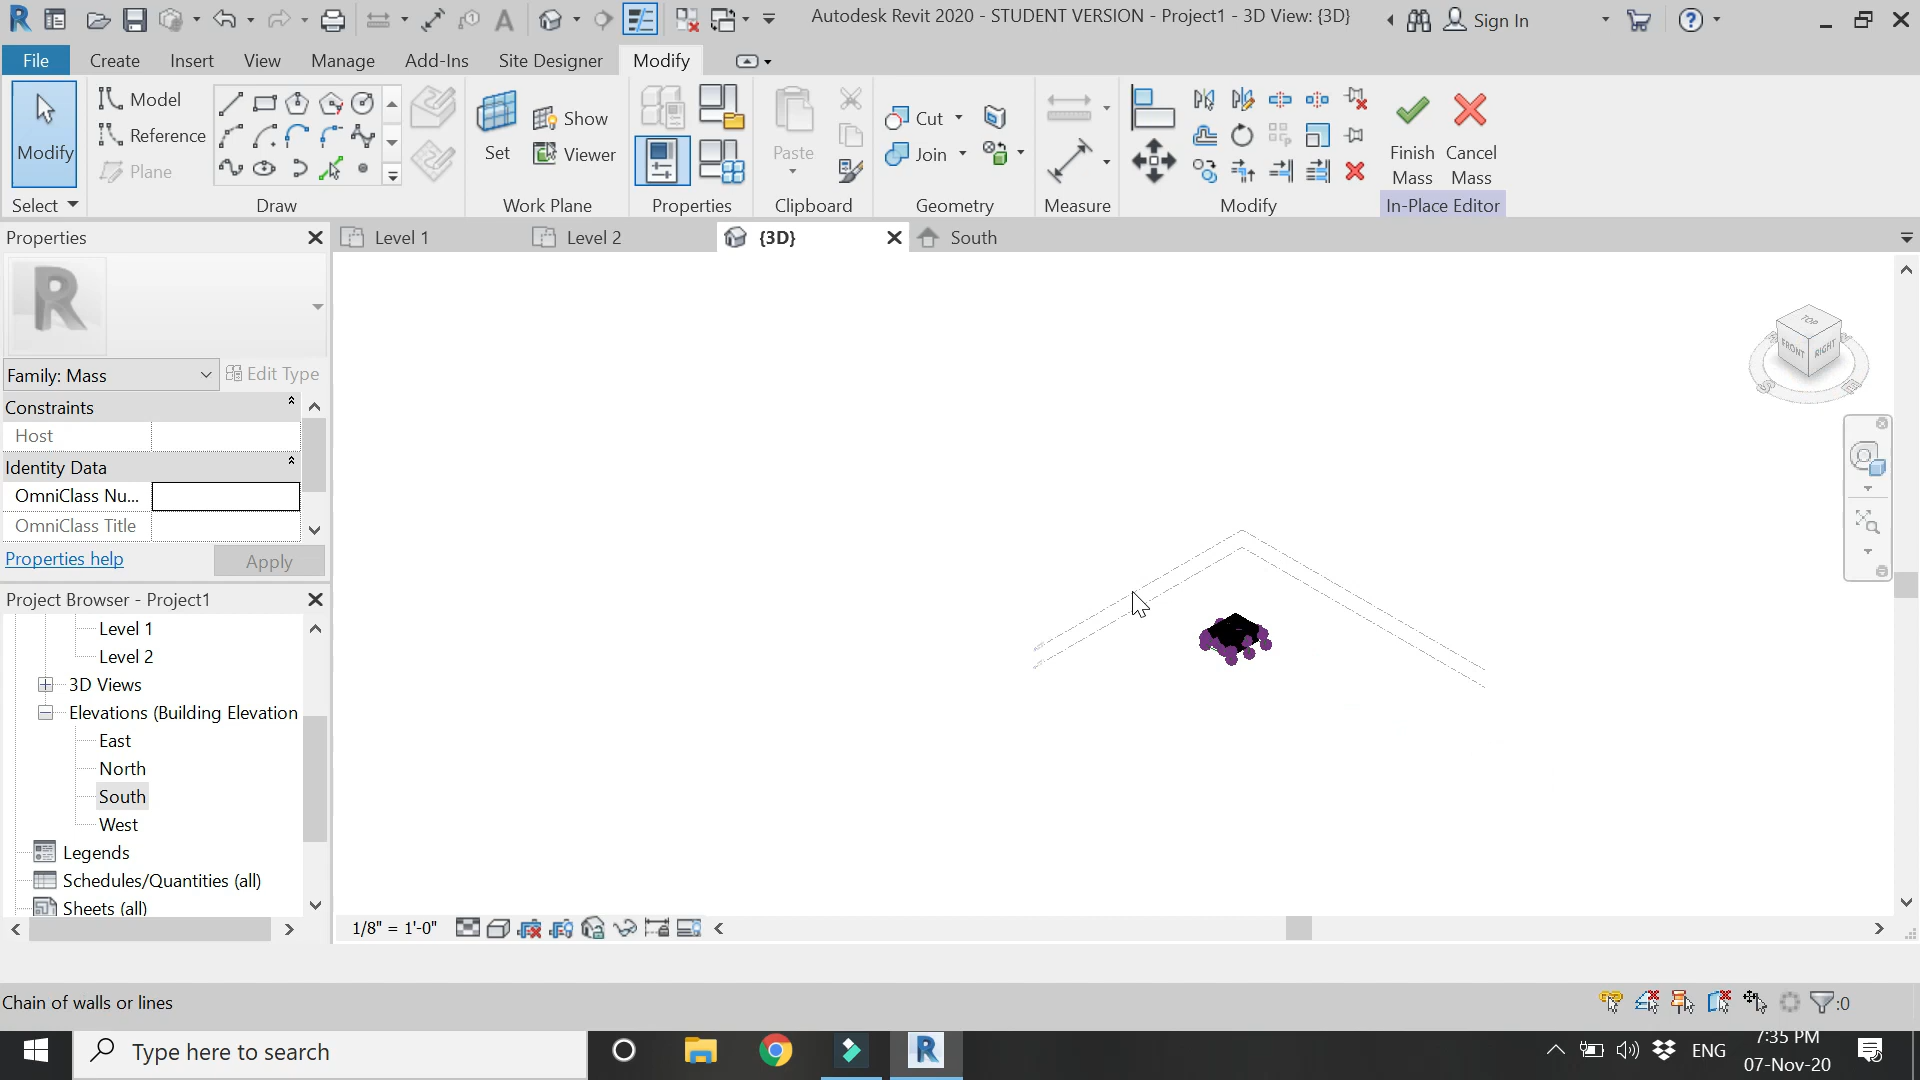 Autodesk Revit 2020 - STUDENT VERSION - Project1 - 3D View: {3D}
Sign In
File
Create
Insert
View
Manage
Add-Ins
Site Designer
Modify
Modify
Model
Reference
Plane
Set
Show
Viewer
Paste
Cut
Join
Finish
Mass
Cancel
Mass
Select
Draw
Work Plane
Properties
Clipboard
Geometry
Measure
Modify
In-Place Editor
Properties
Level 1
Level 2
{3D}
South
Family: Mass
Edit Type
Constraints
Host
Identity Data
OmniClass Nu...
OmniClass Title
Properties help
Apply
TOP
FRONT
RIGHT
S
E
Project Browser - Project1
Level 1
Level 2
3D Views
Elevations (Building Elevation
East
North
South
West
Legends
Schedules/Quantities (all)
Sheets (all)
1/8" = 1'-0"
Chain of walls or lines
:0
Type here to search
ENG
7:35 PM
07-Nov-20